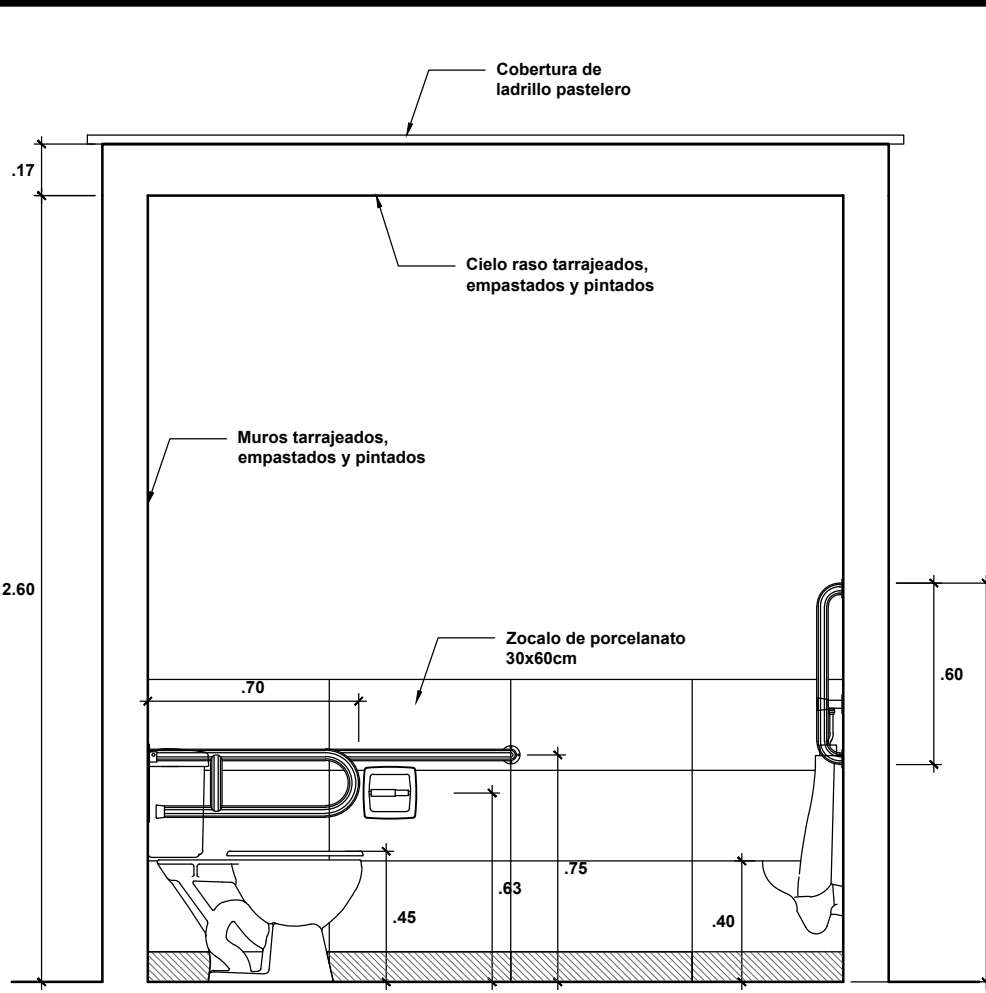 Cobertura de
ladrillo pastelero
.17
Cielo raso tarrajeados,
empastados y pintados
Muros tarrajeados,
empastados y pintados
2.60
Zocalo de porcelanato
30x60cm
.60
.70
.75
.63
.45
.40